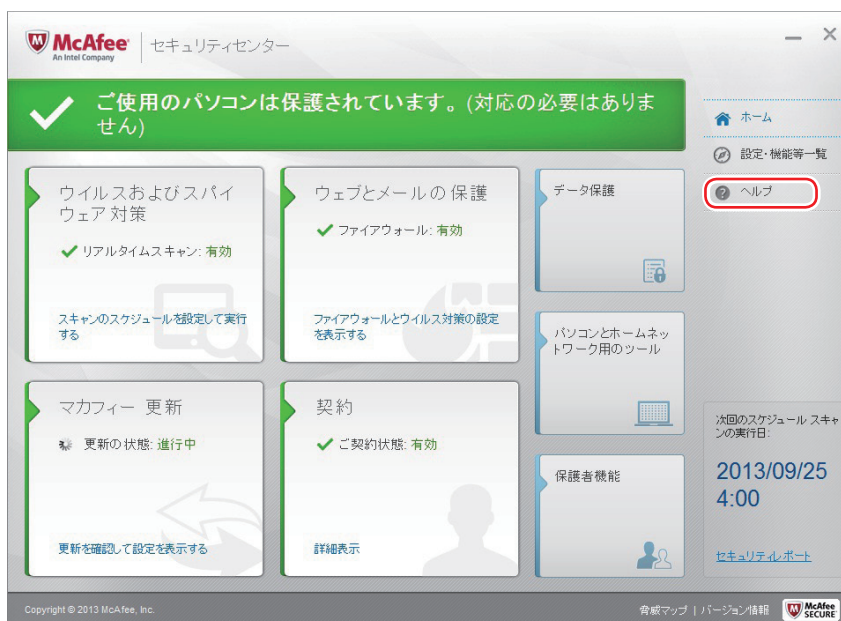 McAfee
An Intel Company
セキュリティセンター
ご使用のパソコンは保護されています。(対応の必要はありま
せん)
ホーム
設定・機能等一覧
ヘルプ
ウイルスおよびスパイ
ウェア対策
リアルタイムスキャン: 有効
スキャンのスケジュールを設定して実行
する
ウェブとメールの保護
ファイアウォール: 有効
ファイアウォールとウイルス対策の設定
を表示する
データ保護
パソコンとホームネッ
トワーク用のツール
マカフィー 更新
更新の状態: 進行中
更新を確認して設定を表示する
契約
ご契約状態: 有効
詳細表示
保護者機能
次回のスケジュール スキャ
ンの実行日:
2013/09/25
4:00
セキュリティレポート
Copyright © 2013 McAfee, Inc.
脅威マップ | バージョン情報
McAfee
SECURE